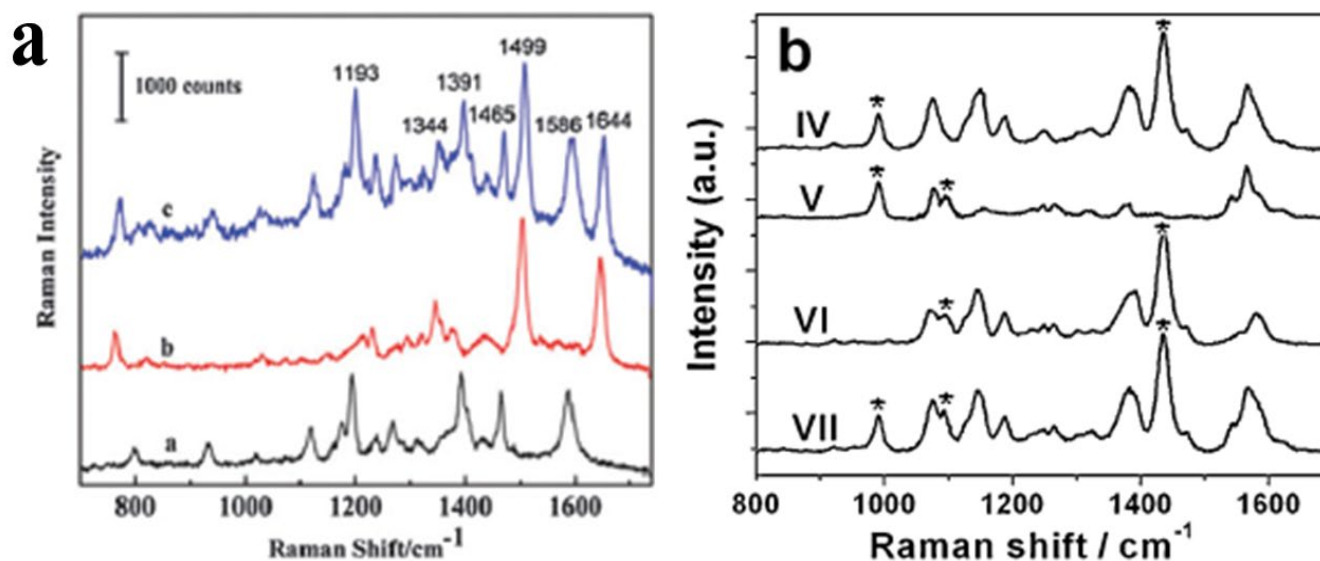 a
1000 counts
1193
1344
1391
1465
1499
1586
1644
c
b
a
Raman Intensity
800 1000 1200 1400 1600
Raman Shift/cm-1
b
IV
*
*
V
*
*
VI
*
*
VII
*
*
*
Intensity (a.u.)
800 1000 1200 1400 1600
Raman shift / cm-1